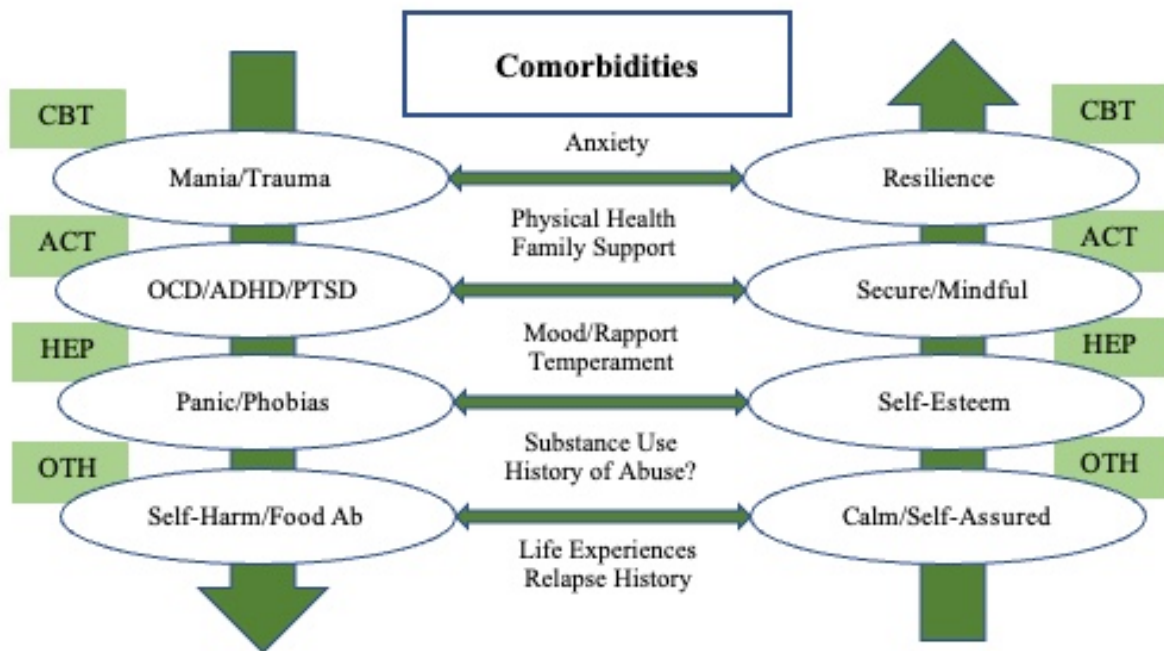 Comorbidities
CBT
CBT
Anxiety
Mania/Trauma
Resilience
Physical Health
Family Support
ACT
ACT
OCD/ADHD/PTSD
Secure/Mindful
Mood/Rapport
Temperament
HEP
HEP
Panic/Phobias
Self-Esteem
Substance Use
History of Abuse?
OTH
OTH
Self-Harm/Food Ab
Calm/Self-Assured
Life Experiences
Relapse History